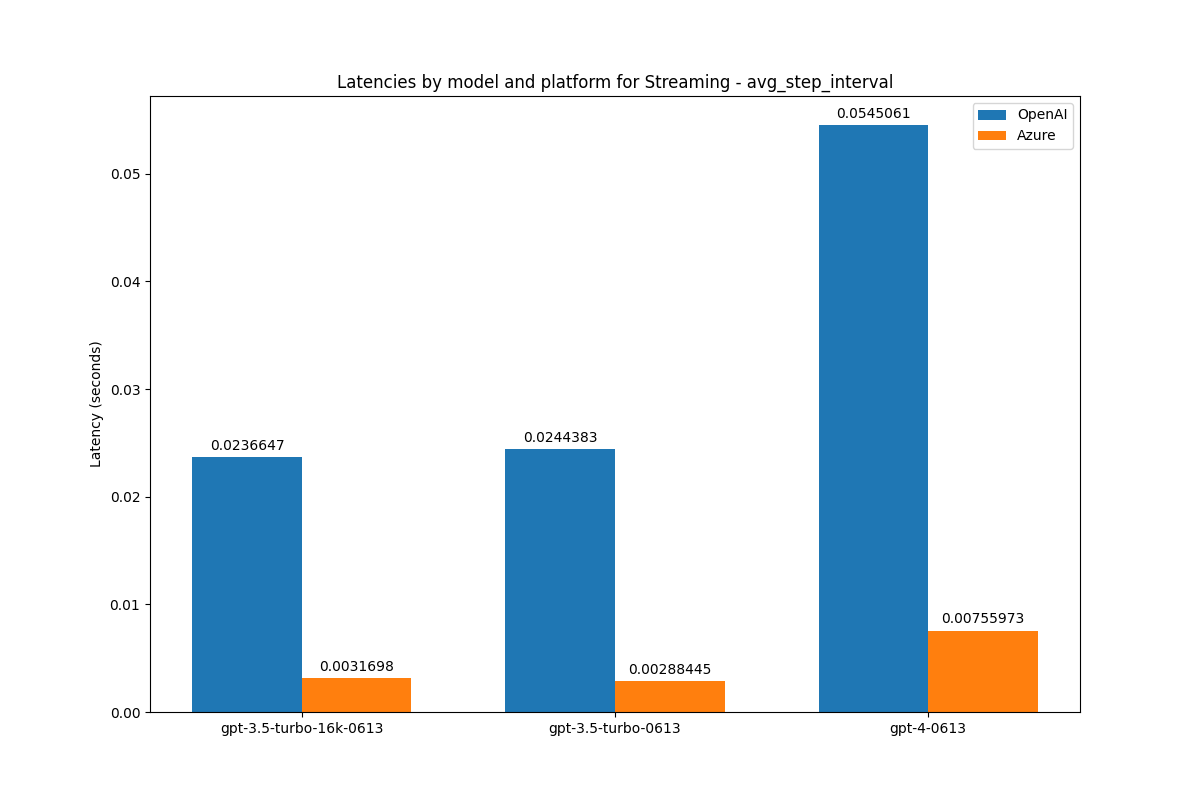 Latencies by model and platform for Streaming - avg_step_interval
OpenAI
Azure
Latency (seconds)
0.05
0.04
0.03
0.02
0.01
0.00
0.0236647
0.0031698
0.0244383
0.00288445
0.0545061
0.00755973
gpt-3.5-turbo-16k-0613
gpt-3.5-turbo-0613
gpt-4-0613